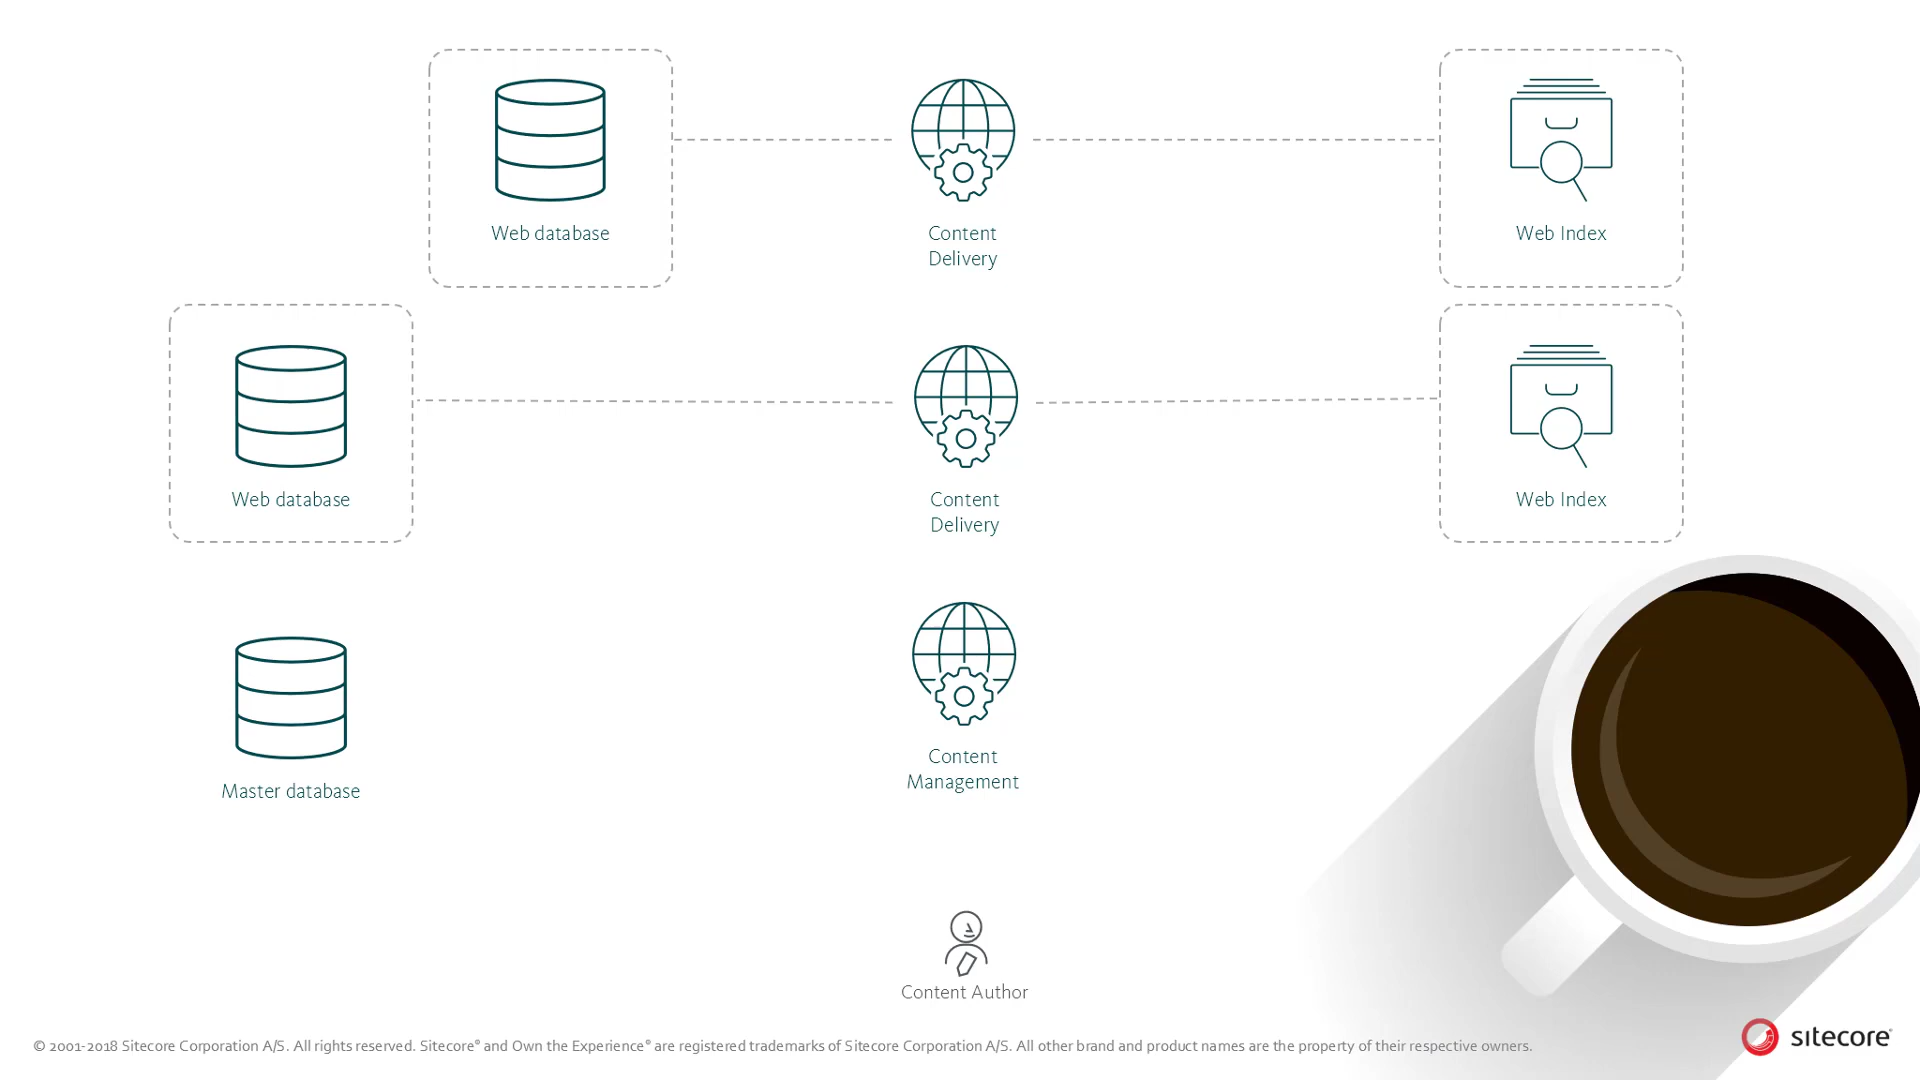 Web database
Content
Delivery
Web Index
Web database
Content
Delivery
Web Index
Master database
Content
Management
Content Author
© 2001-2018 Sitecore Corporation A/S. All rights reserved. Sitecore® and Own the Experience® are registered trademarks of Sitecore Corporation A/S. All other brand and product names are the property of their respective owners.
sitecore®